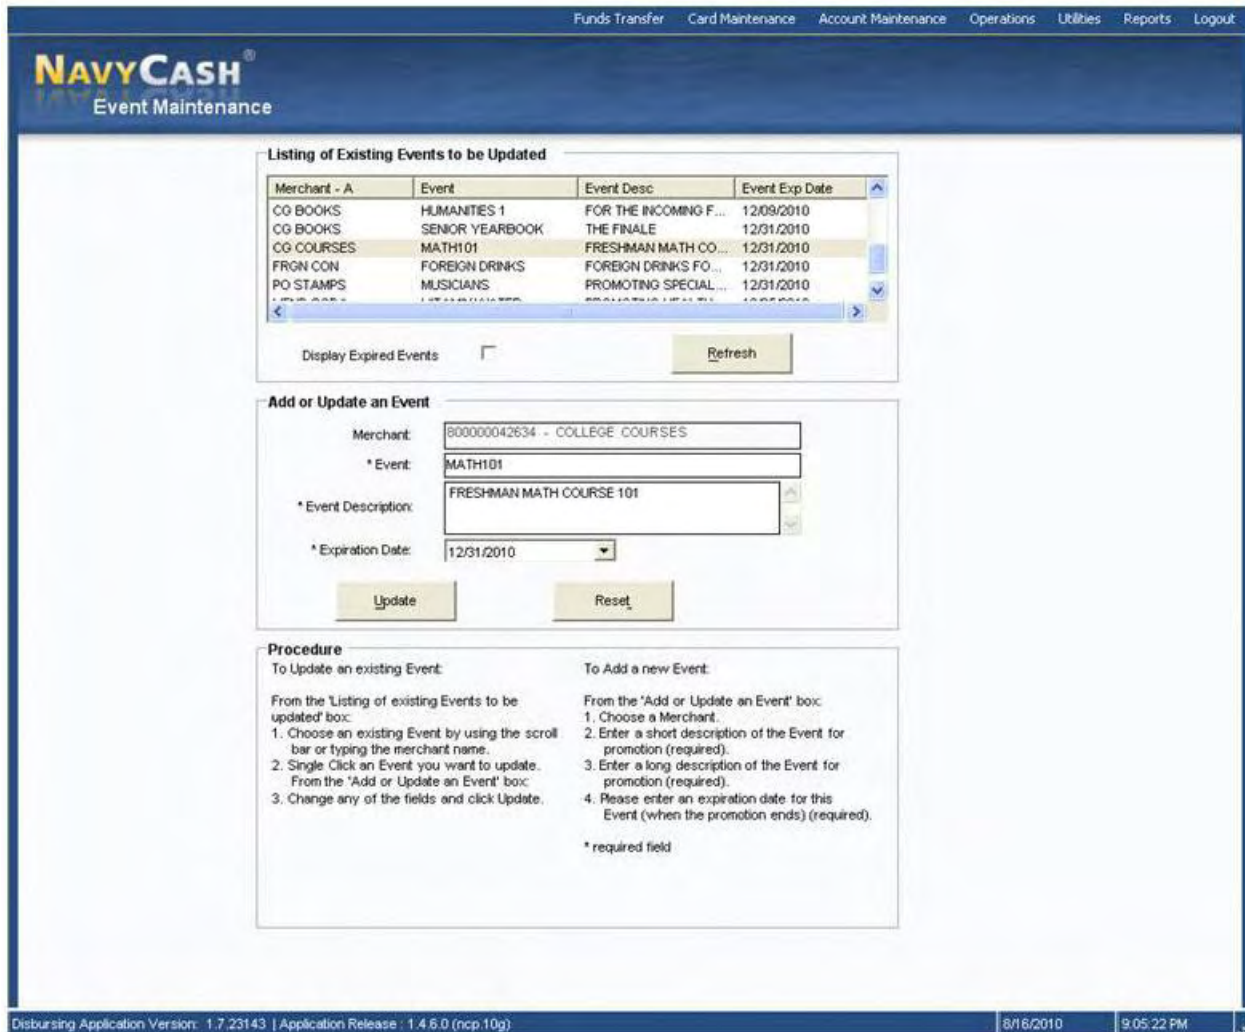 Funds Transfer Card Maintenance Account Maintenance Operations Utilities Reports Logout
NAVYCASH®
Event Maintenance
Listing of Existing Events to be Updated
Merchant - A Event Event Desc Event Exp Date
CG BOOKS HUMANITIES 1 FOR THE INCOMING F... 12/09/2010
CG BOOKS SENIOR YEARBOOK THE FINALE 12/31/2010
CG COURSES MATH101 FRESHMAN MATH CO... 12/31/2010
FRGN CON FOREIGN DRINKS FOREIGN DRINKS FO... 12/31/2010
PO STAMPS MUSICIANS PROMOTING SPECIAL... 12/31/2010
Display Expired Events Refresh
Add or Update an Event
Merchant: 800000042634 - COLLEGE COURSES
* Event: MATH101
* Event Description: FRESHMAN MATH COURSE 101
* Expiration Date: 12/31/2010
Update Reset
Procedure
To Update an existing Event:
From the 'Listing of existing Events to be
updated' box:
1. Choose an existing Event by using the scroll
bar or typing the merchant name.
2. Single Click an Event you want to update.
From the 'Add or Update an Event' box:
3. Change any of the fields and click Update.
To Add a new Event:
From the 'Add or Update an Event' box:
1. Choose a Merchant.
2. Enter a short description of the Event for
promotion (required).
3. Enter a long description of the Event for
promotion (required).
4. Please enter an expiration date for this
Event (when the promotion ends) (required).
* required field
Disbursing Application Version: 1.7.23143 | Application Release : 1.4.6.0 (ncp.10g) 8/16/2010 9:05:22 PM